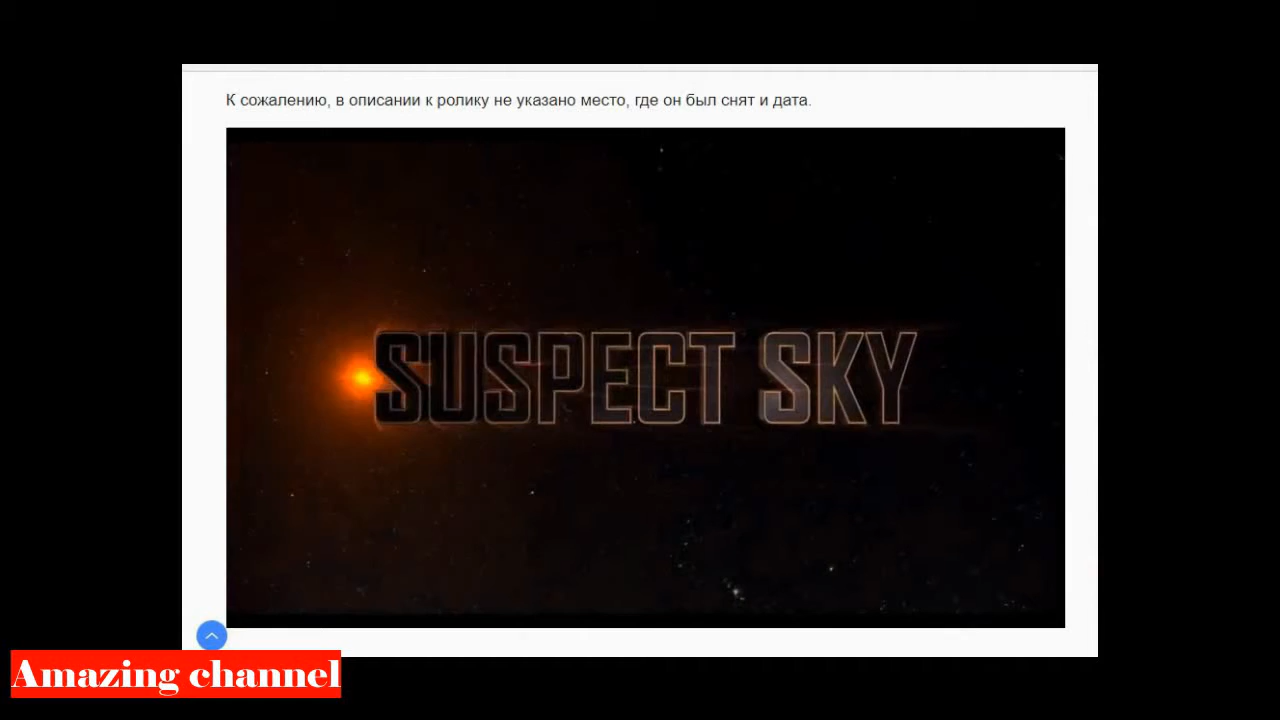 К сожалению, в описании к ролику не указано место, где он был снят и дата.
SUSPECT SKY
Amazing channel